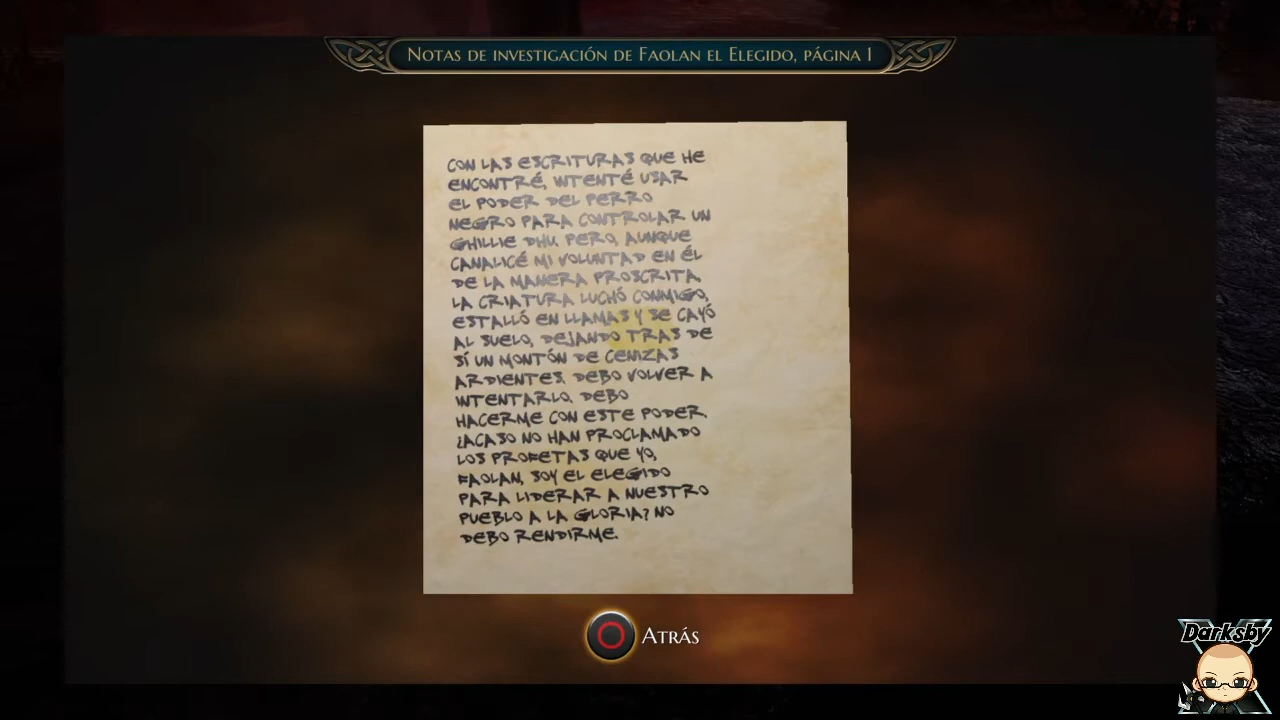 NOTAS DE INVESTIGACIÓN DE FAOLAN EL ELEGIDO, PÁGINA 1
CON LAS ESCRITURAS QUE HE
ENCONTRÉ, INTENTÉ USAR
EL PODER DEL PERRO
NEGRO PARA CONTROLAR UN
GHILLIE DHU. PERO, AUNQUE
CANALICÉ MI VOLUNTAD EN ÉL
DE LA MANERA PROSCRITA,
LA CRIATURA LUCHÓ CONMIGO,
ESTALLÓ EN LLAMAS Y SE CAYÓ
AL SUELO, DEJANDO TRAS DE
SÍ UN MONTÓN DE CENIZAS
ARDIENTES. DEBO VOLVER A
INTENTARLO. DEBO
HACERME CON ESTE PODER.
¿ACASO NO HAN PROCLAMADO
LOS PROFETAS QUE YO,
FAOLAN, SOY EL ELEGIDO
PARA LIDERAR A NUESTRO
PUEBLO A LA GLORIA? NO
DEBO RENDIRME.
ATRÁS
Darksby
X